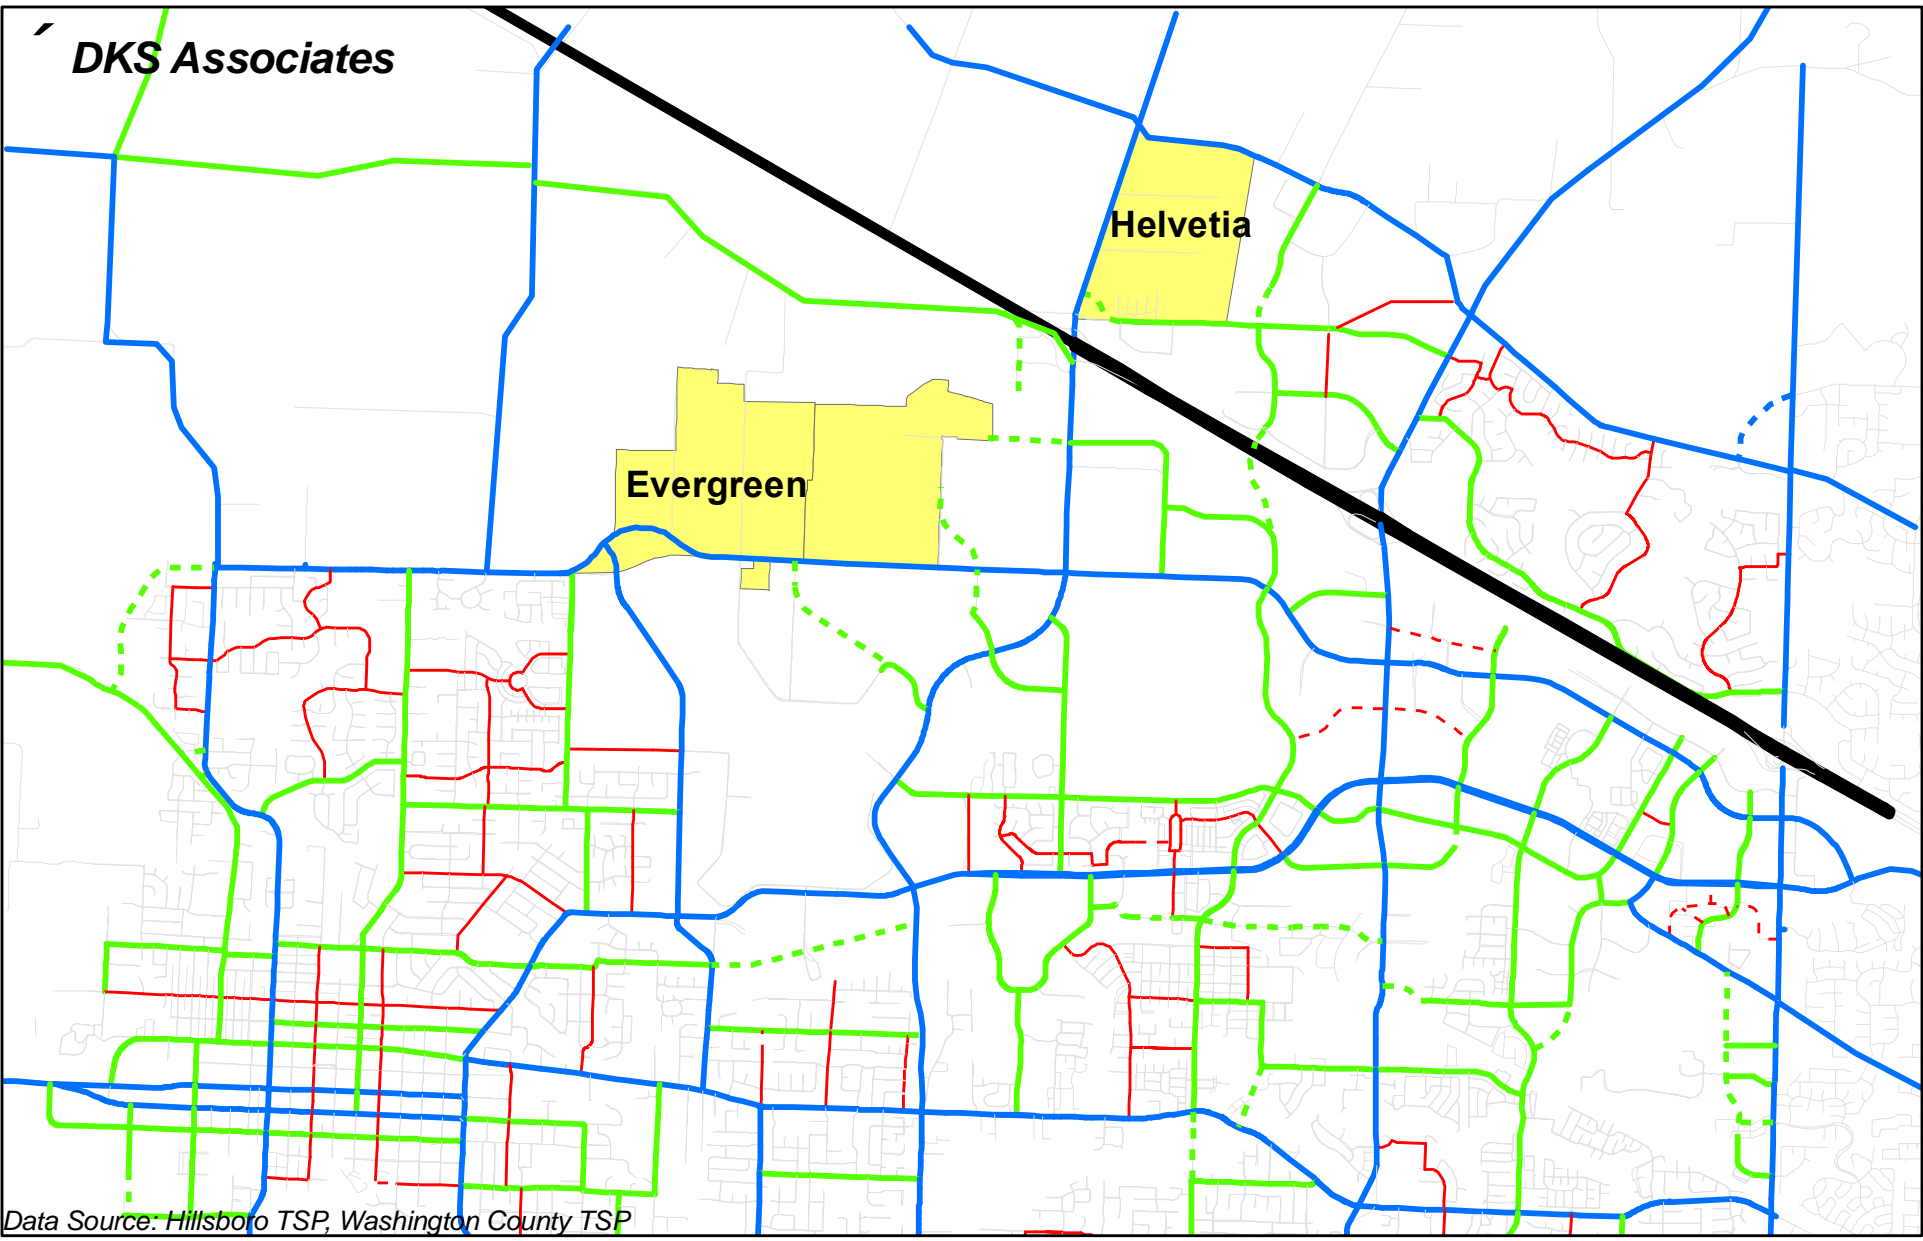 DKS Associates
Helvetia
Evergreen
Data Source: Hillsboro TSP, Washington County TSP